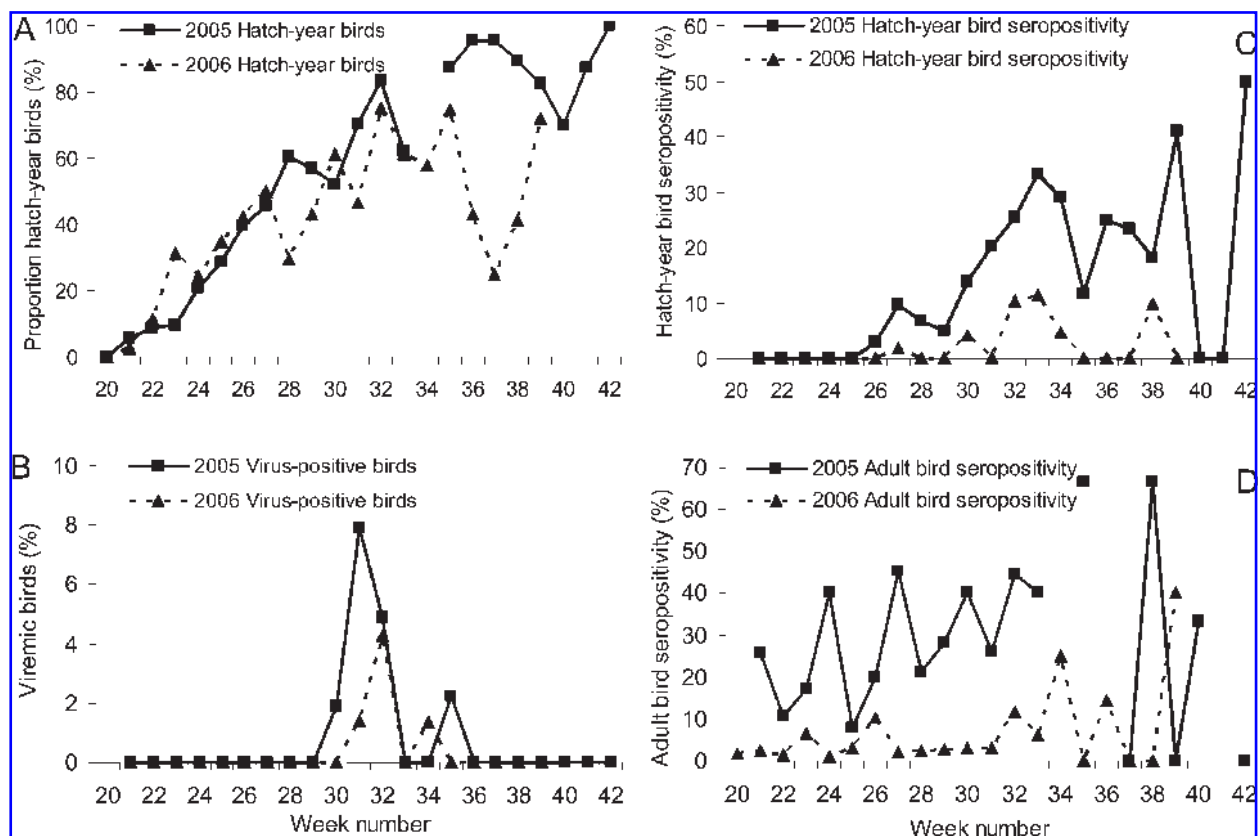 A
2005 Hatch-year birds
2006 Hatch-year birds
Proportion hatch-year birds (%)
100
80
60
40
20
0
20 22 24 26 28 30 32 34 36 38 40 42
C
2005 Hatch-year bird seropositivity
2006 Hatch-year bird seropositivity
Hatch-year bird seropositivity (%)
60
50
40
30
20
10
0
20 22 24 26 28 30 32 34 36 38 40 42
B
2005 Virus-positive birds
2006 Virus-positive birds
Viremic birds (%)
10
8
6
4
2
0
20 22 24 26 28 30 32 34 36 38 40 42
Week number
D
2005 Adult bird seropositivity
2006 Adult bird seropositivity
Adult bird seropositivity (%)
70
60
50
40
30
20
10
0
20 22 24 26 28 30 32 34 36 38 40 42
Week number